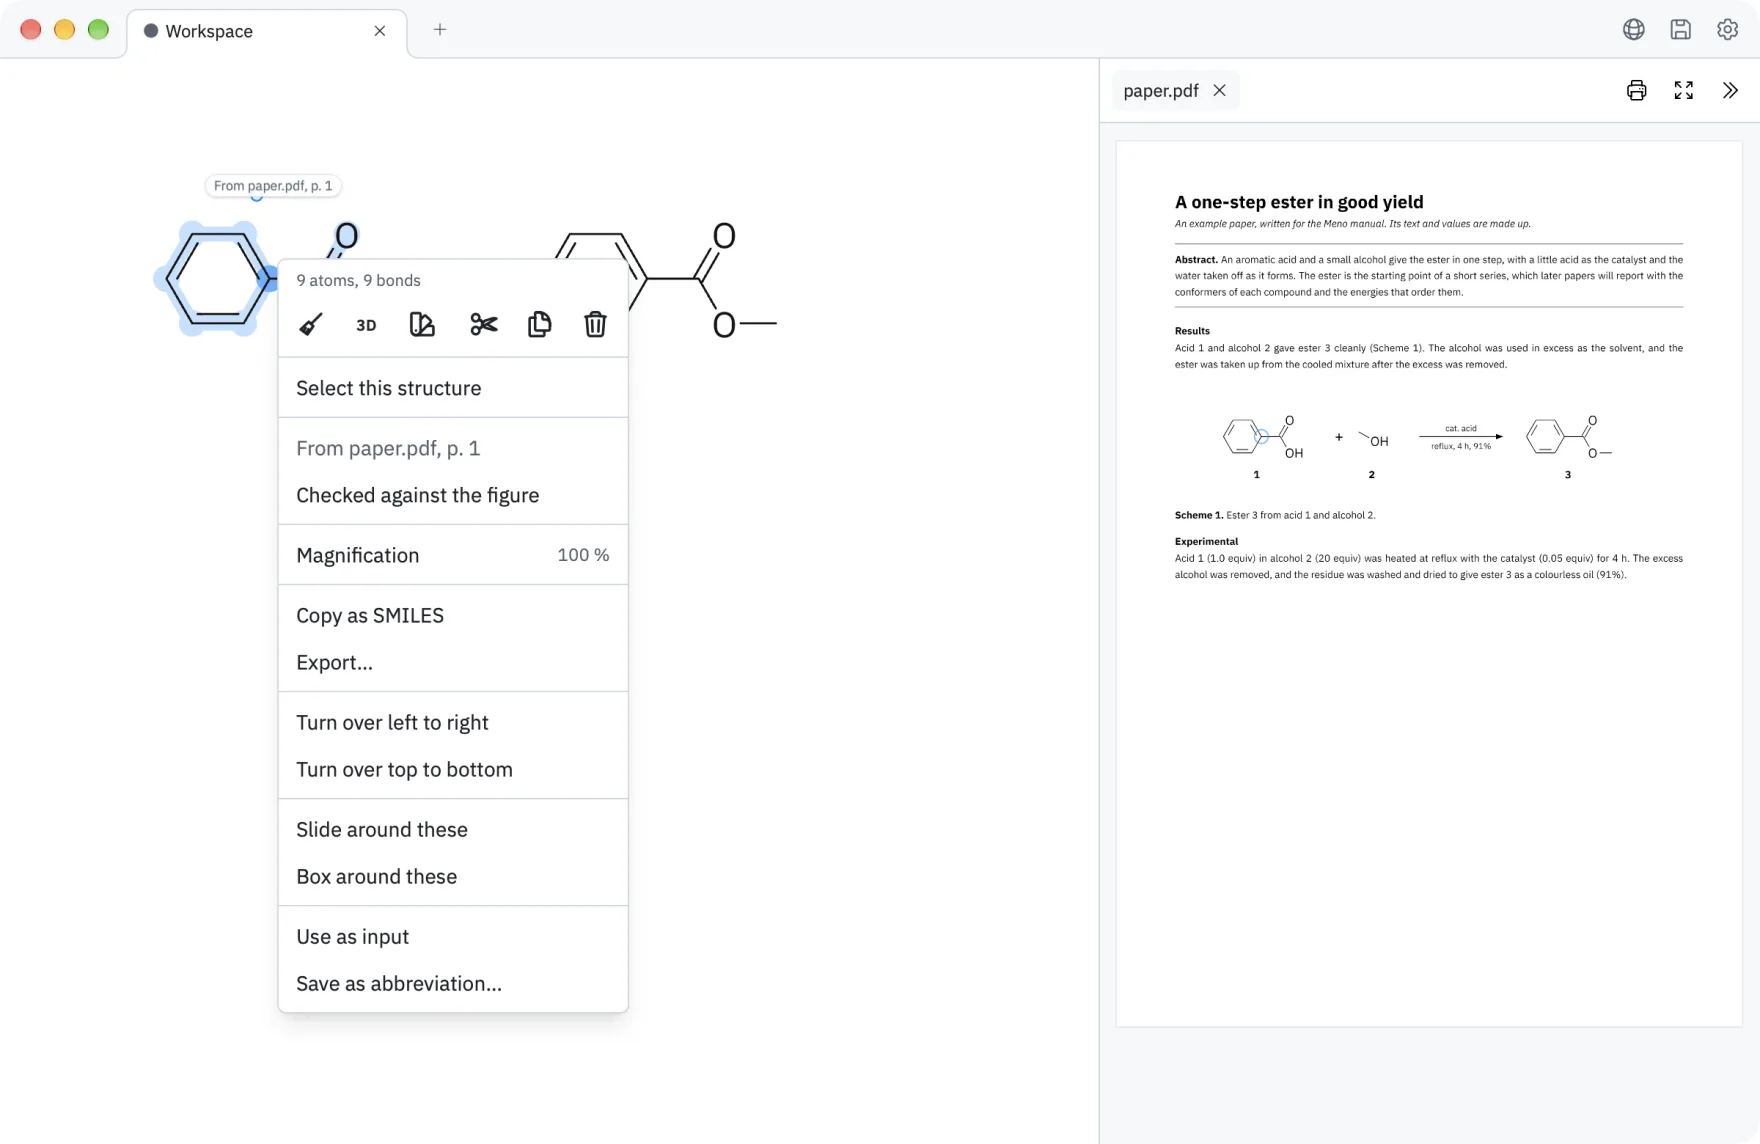 Workspace
paper.pdf
From paper.pdf, p. 1
O
O
O
9 atoms, 9 bonds
3D
Select this structure
From paper.pdf, p. 1
Checked against the figure
Magnification 100 %
Copy as SMILES
Export...
Turn over left to right
Turn over top to bottom
Slide around these
Box around these
Use as input
Save as abbreviation...
A one-step ester in good yield
An example paper, written for the Meno manual. Its text and values are made up.
Abstract. An aromatic acid and a small alcohol give the ester in one step, with a little acid as the catalyst and the
water taken off as it forms. The ester is the starting point of a short series, which later papers will report with the
conformers of each compound and the energies that order them.
Results
Acid 1 and alcohol 2 gave ester 3 cleanly (Scheme 1). The alcohol was used in excess as the solvent, and the
ester was taken up from the cooled mixture after the excess was removed.
O
OH
+
OH
cat. acid
reflux, 4 h, 91%
O
O
1 2 3
Scheme 1. Ester 3 from acid 1 and alcohol 2.
Experimental
Acid 1 (1.0 equiv) in alcohol 2 (20 equiv) was heated at reflux with the catalyst (0.05 equiv) for 4 h. The excess
alcohol was removed, and the residue was washed and dried to give ester 3 as a colourless oil (91%).